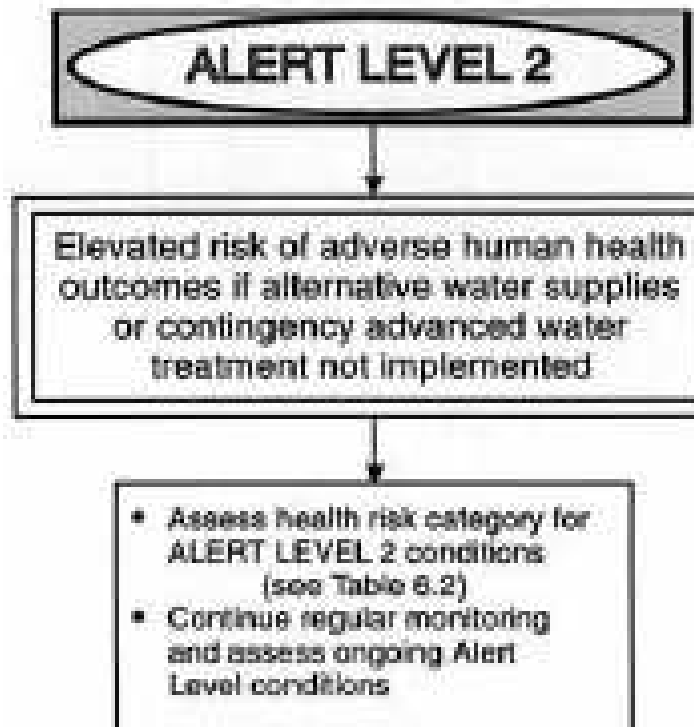 ALERT LEVEL 2
Elevated risk of adverse human health
outcomes if alternative water supplies
or contingency advanced water
treatment not implemented
• Assess health risk category for
ALERT LEVEL 2 conditions
(see Table 6.2)
• Continue regular monitoring
and assess ongoing Alert
Level conditions